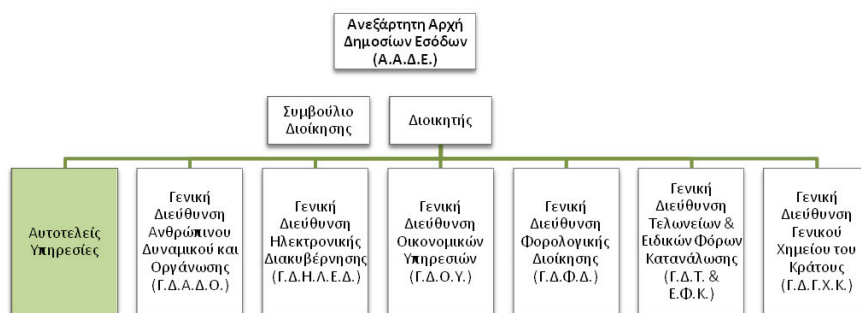 Ανεξάρτητη Αρχή
Δημοσίων Εσόδων
(Α.Α.Δ.Ε.)
Συμβούλιο
Διοίκησης
Διοικητής
Αυτοτελείς
Υπηρεσίες
Γενική
Διεύθυνση
Ανθρώπινου
Δυναμικού και
Οργάνωσης
(Γ.Δ.Α.Δ.Ο.)
Γενική
Διεύθυνση
Ηλεκτρονικής
Διακυβέρνησης
(Γ.Δ.Η.Λ.Ε.Δ.)
Γενική
Διεύθυνση
Οικονομικών
Υπηρεσιών
(Γ.Δ.Ο.Υ.)
Γενική
Διεύθυνση
Φορολογικής
Διοίκησης
(Γ.Δ.Φ.Δ.)
Γενική
Διεύθυνση
Τελωνείων &
Ειδικών Φόρων
Κατανάλωσης
(Γ.Δ.Τ. &
Ε.Φ.Κ.)
Γενική
Διεύθυνση
Γενικού
Χημείου του
Κράτους
(Γ.Δ.Γ.Χ.Κ.)